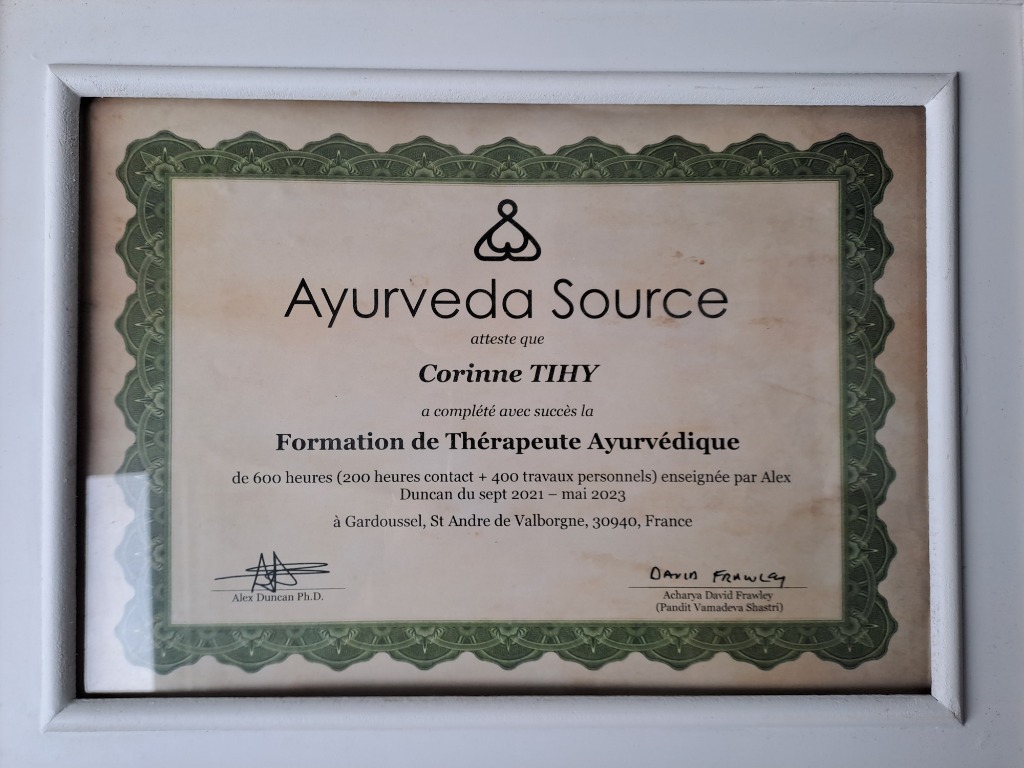 Ayurveda Source
atteste que
Corinne TIHY
a complété avec succès la
Formation de Thérapeute Ayurvédique
de 600 heures (200 heures contact + 400 travaux personnels) enseignée par Alex
Duncan du sept 2021 – mai 2023
à Gardoussel, St Andre de Valborgne, 30940, France
Alex Duncan Ph.D.
DAVID FRAWLEY
Acharya David Frawley
(Pandit Vamadeva Shastri)